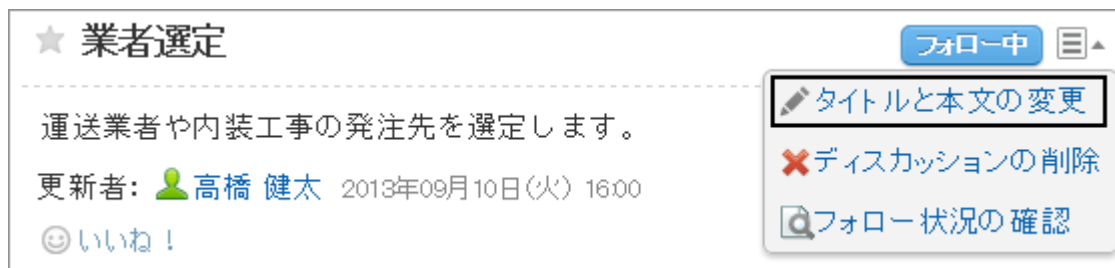 業者選定
フォロー中
タイトルと本文の変更
運送業者や内装工事の発注先を選定します。
ディスカッションの削除
更新者: 高橋 健太 2013年09月10日(火) 16:00
フォロー状況の確認
いいね!